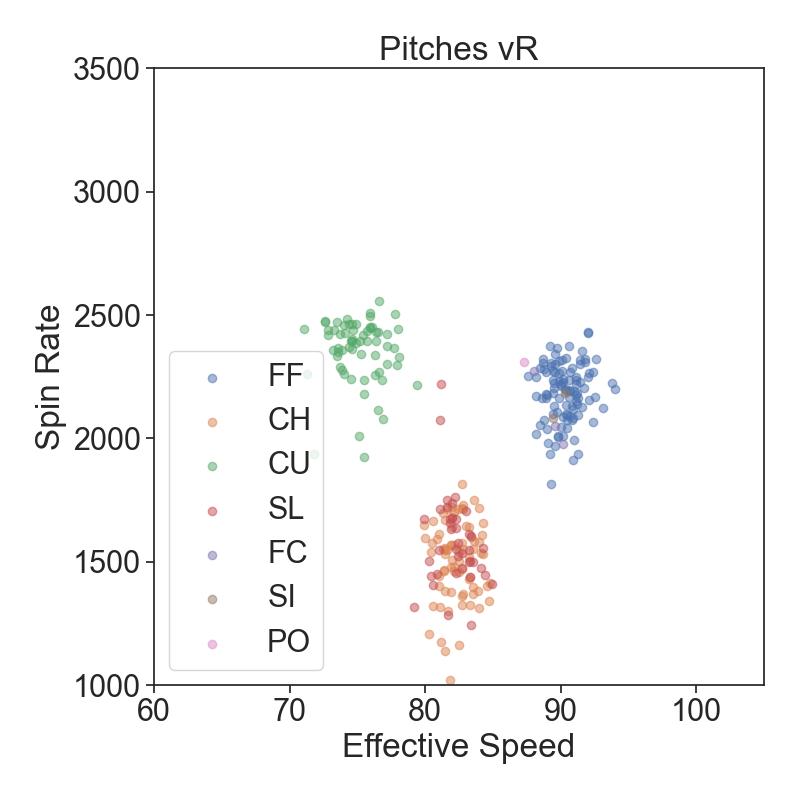 Pitches vR
3500
3000
2500
2000
1500
1000
Spin Rate
FF
CH
CU
SL
FC
SI
PO
60 70 80 90 100
Effective Speed